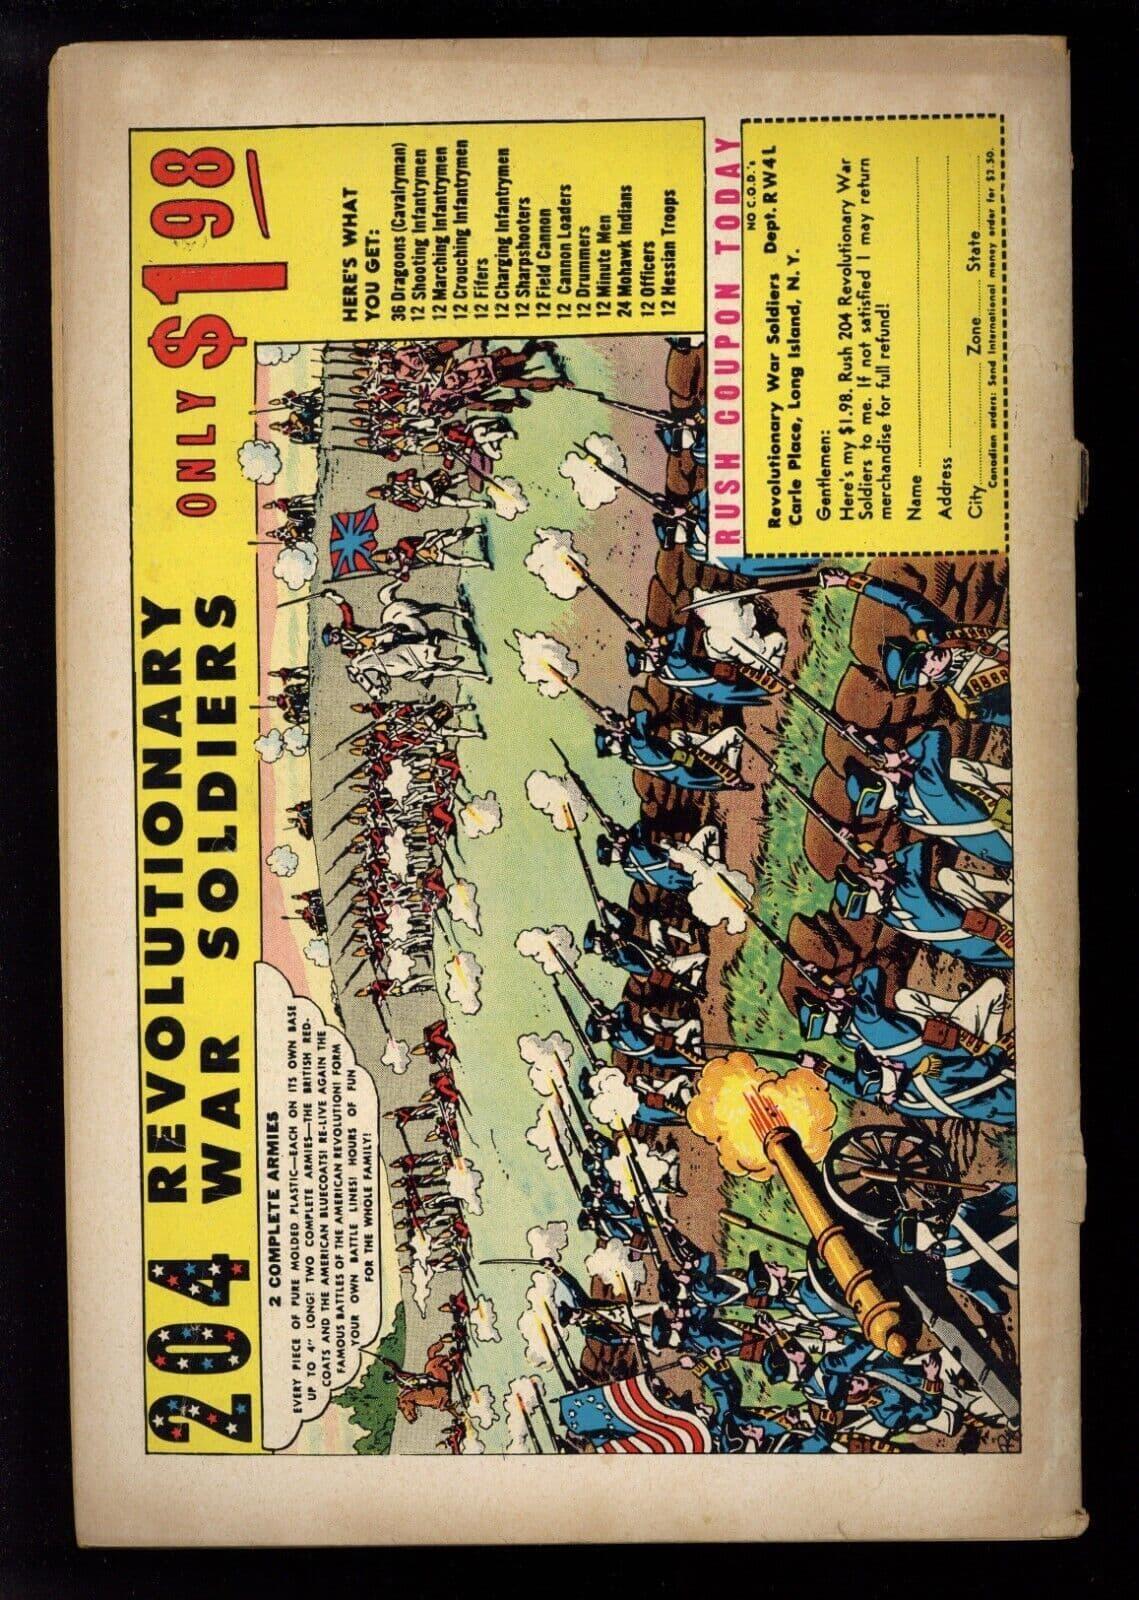 204 REVOLUTIONARY
WAR SOLDIERS
ONLY $1 98
2 COMPLETE ARMIES
EVERY PIECE OF PURE MOLDED PLASTIC—EACH ON ITS OWN BASE
UP TO 4" LONG! TWO COMPLETE ARMIES—THE BRITISH RED-
COATS AND THE AMERICAN BLUECOATS! RE-LIVE AGAIN THE
FAMOUS BATTLES OF THE AMERICAN REVOLUTION! FORM
YOUR OWN BATTLE LINES! HOURS OF FUN
FOR THE WHOLE FAMILY!
HERE'S WHAT
YOU GET:
36 Dragoons (Cavalryman)
12 Shooting Infantrymen
12 Marching Infantrymen
12 Crouching Infantrymen
12 Fifers
12 Charging Infantrymen
12 Sharpshooters
12 Field Cannon
12 Cannon Loaders
12 Drummers
12 Minute Men
24 Mohawk Indians
12 Officers
12 Hessian Troops
RUSH COUPON TODAY
NO C.O.D.'s
Revolutionary War Soldiers Dept. RW4L
Carle Place, Long Island, N. Y.
Gentlemen:
Here's my $1.98. Rush 204 Revolutionary War
Soldiers to me. If not satisfied I may return
merchandise for full refund!
Name
Address
City Zone State
Canadian orders: Send International money order for $2.50.